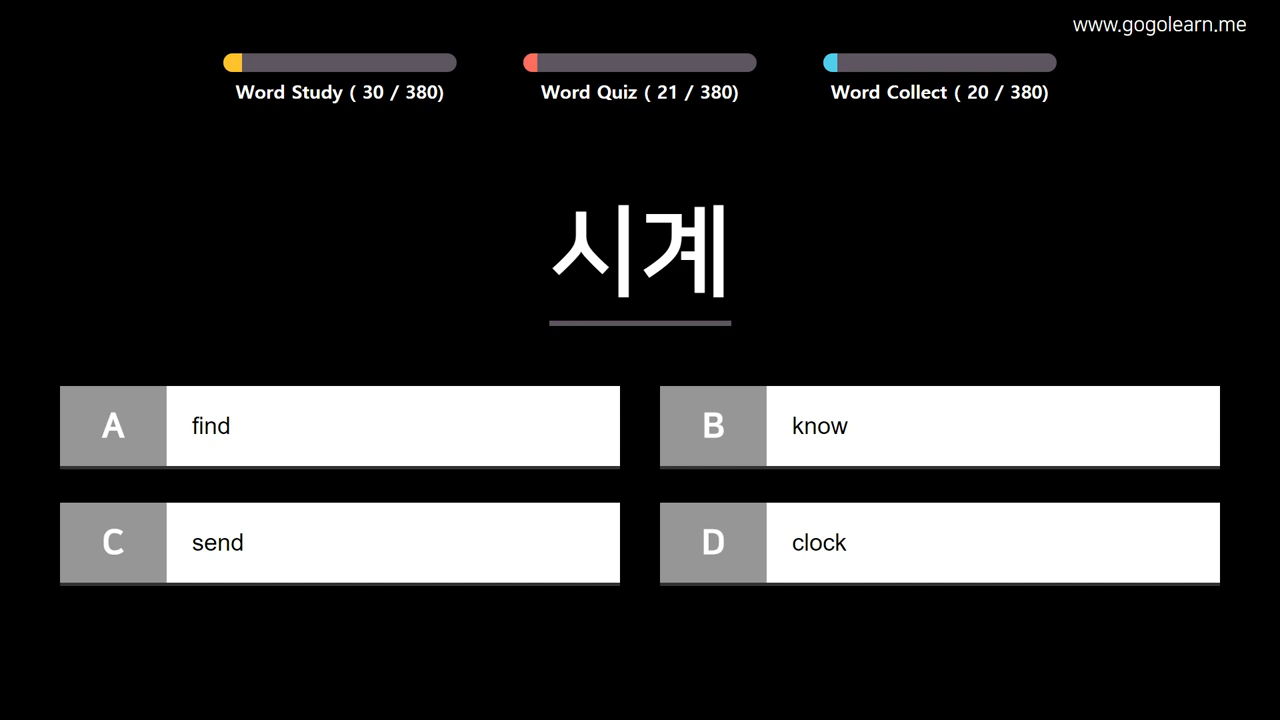 www.gogolearn.me
Word Study ( 30 / 380)
Word Quiz ( 21 / 380)
Word Collect ( 20 / 380)
시계
A find
B know
C send
D clock